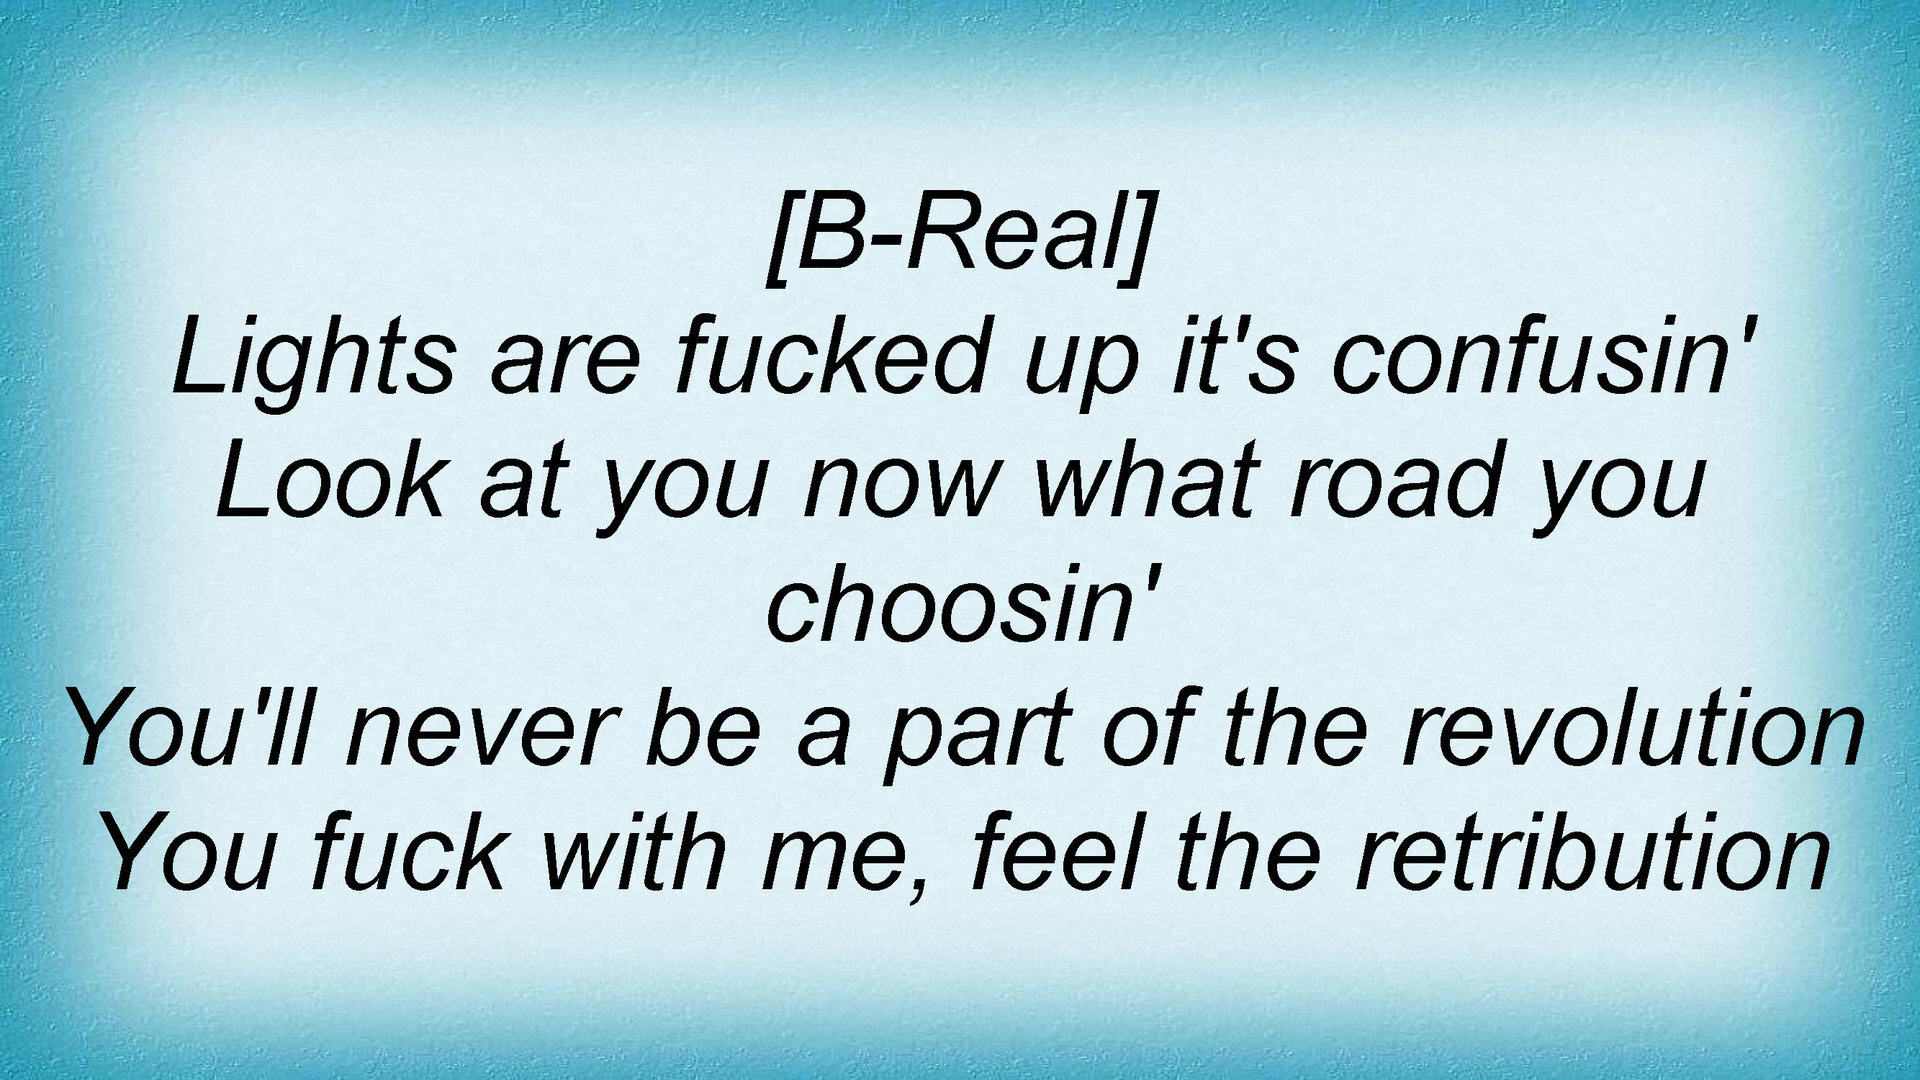 [B-Real]
Lights are fucked up it's confusin'
Look at you now what road you
choosin'
You'll never be a part of the revolution
You fuck with me, feel the retribution